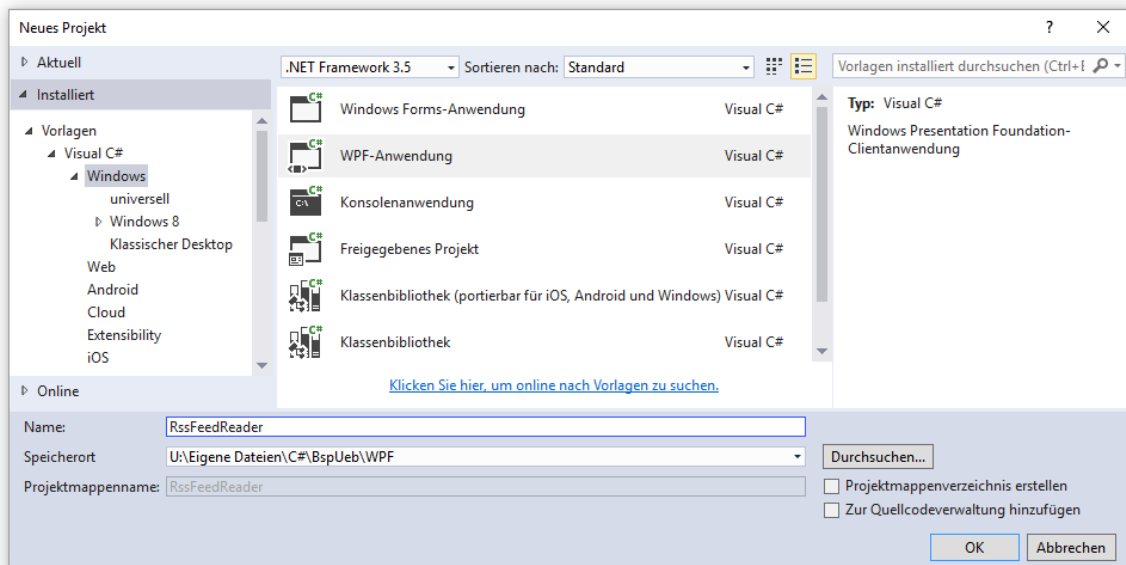 Neues Projekt
?
Aktuell
.NET Framework 3.5
Sortieren nach:
Standard
Vorlagen installiert durchsuchen (Ctrl+E
Installiert
Vorlagen
Visual C#
Windows
universell
Windows 8
Klassischer Desktop
Web
Android
Cloud
Extensibility
iOS
Online
C# Windows Forms-Anwendung Visual C#
C# WPF-Anwendung Visual C#
C# C:\ Konsolenanwendung Visual C#
C# Freigegebenes Projekt Visual C#
C# Klassenbibliothek (portierbar für iOS, Android und Windows) Visual C#
C# Klassenbibliothek Visual C#
Klicken Sie hier, um online nach Vorlagen zu suchen.
Typ: Visual C#
Windows Presentation Foundation-
Clientanwendung
Name: RssFeedReader
Speicherort U:\Eigene Dateien\C#\BspUeb\WPF
Durchsuchen...
Projektmappenname: RssFeedReader
Projektmappenverzeichnis erstellen
Zur Quellcodeverwaltung hinzufügen
OK
Abbrechen